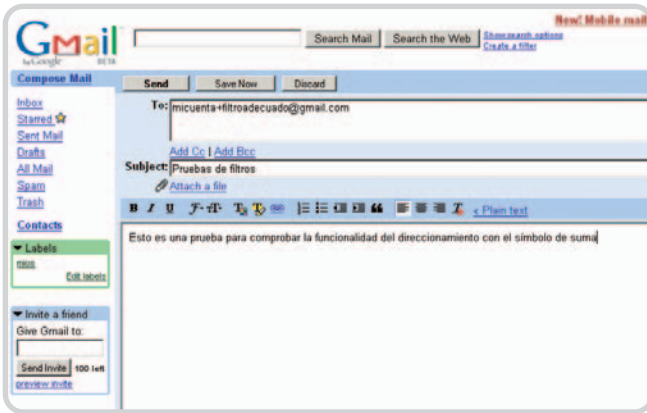 New! Mobile mail
Gmail
by Google BETA
Search Mail Search the Web Show search options
Create a filter
Compose Mail
Send Save Now Discard
Inbox
Starred
Sent Mail
Drafts
All Mail
Spam
Trash
Contacts
To: micuenta+filtroadecuado@gmail.com
Add Cc | Add Bcc
Subject: Pruebas de filtros
Attach a file
B I U < Plain text
Esto es una prueba para comprobar la funcionalidad del direccionamiento con el símbolo de suma
Labels
Edit labels
Invite a friend
Give Gmail to:
Send Invite 100 left
preview invite